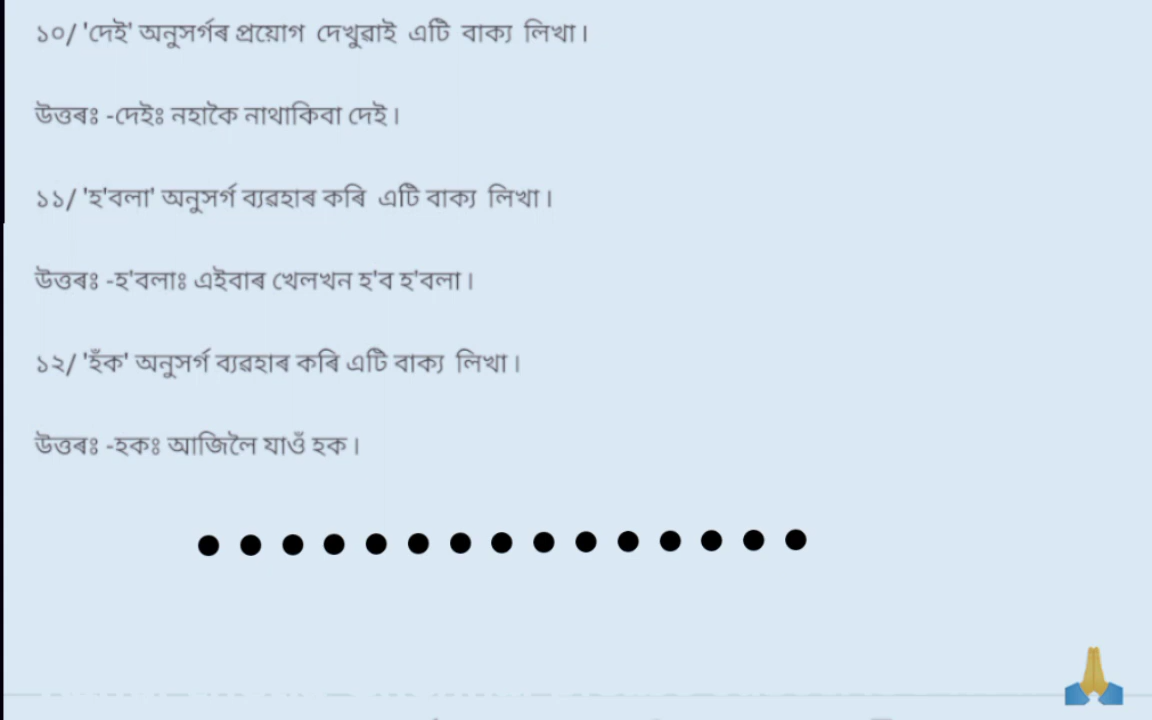 ১০/ 'দেই' অনুসৰ্গৰ প্ৰয়োগ দেখুৱাই এটি বাক্য লিখা।
উত্তৰঃ -দেইঃ নহাকৈ নাথাকিবা দেই।
১১/ 'হ'বলা' অনুসৰ্গ ব্যৱহাৰ কৰি এটি বাক্য লিখা।
উত্তৰঃ -হ'বলাঃ এইবাৰ খেলখন হ'ব হ'বলা।
১২/ 'হঁক' অনুসৰ্গ ব্যৱহাৰ কৰি এটি বাক্য লিখা।
উত্তৰঃ -হকঃ আজিলৈ যাওঁ হক।